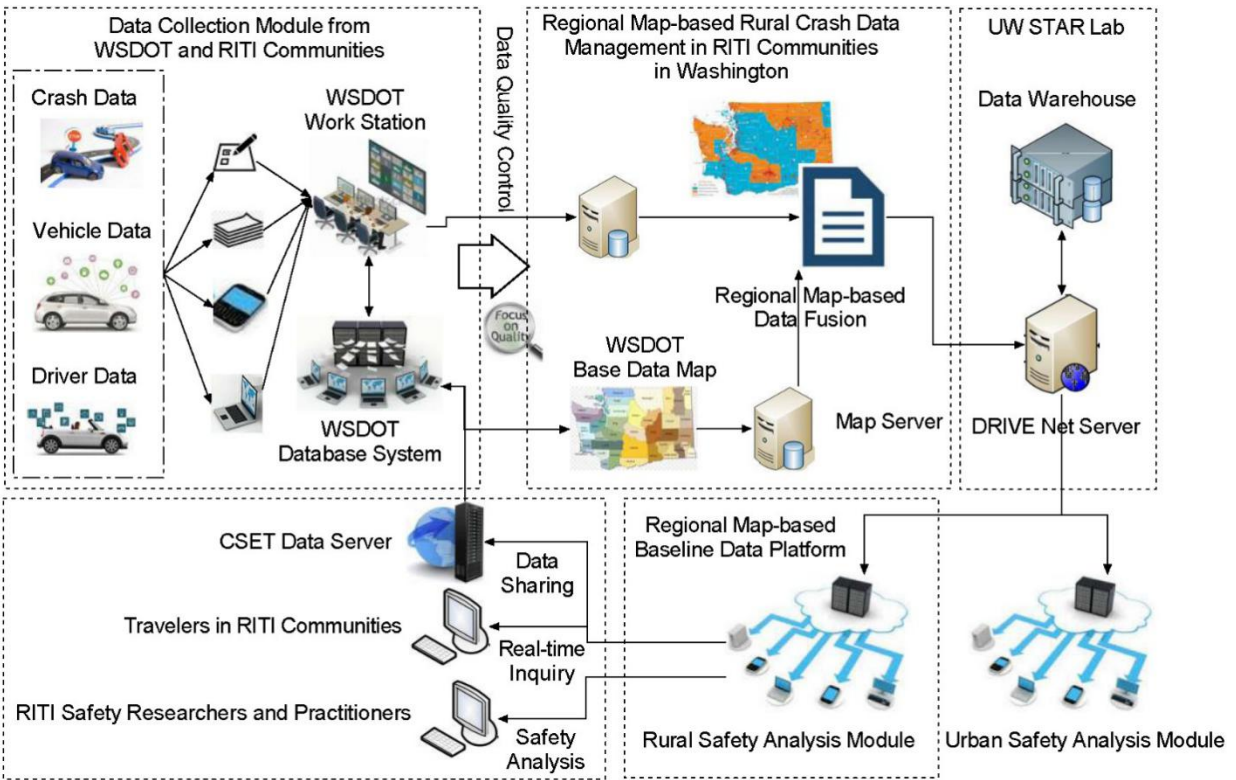 Data Collection Module from
WSDOT and RITI Communities
Crash Data
Vehicle Data
Driver Data
WSDOT
Work Station
WSDOT
Database System
Data Quality Control
Focus
on
Quality
Regional Map-based Rural Crash Data
Management in RITI Communities
in Washington
Regional Map-based
Data Fusion
WSDOT
Base Data Map
Map Server
UW STAR Lab
Data Warehouse
DRIVE Net Server
CSET Data Server
Data
Sharing
Travelers in RITI Communities
Real-time
Inquiry
RITI Safety Researchers and Practitioners
Safety
Analysis
Regional Map-based
Baseline Data Platform
Rural Safety Analysis Module
Urban Safety Analysis Module